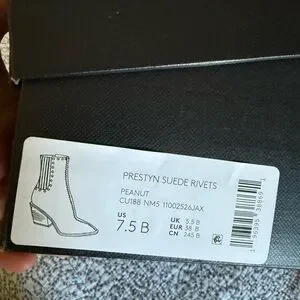 PRESTYN SUEDE RIVETS
PEANUT
CU188 NM5 11002526JAX
US
7.5 B
UK 5.5 B
EUR 38 B
CN 245 B